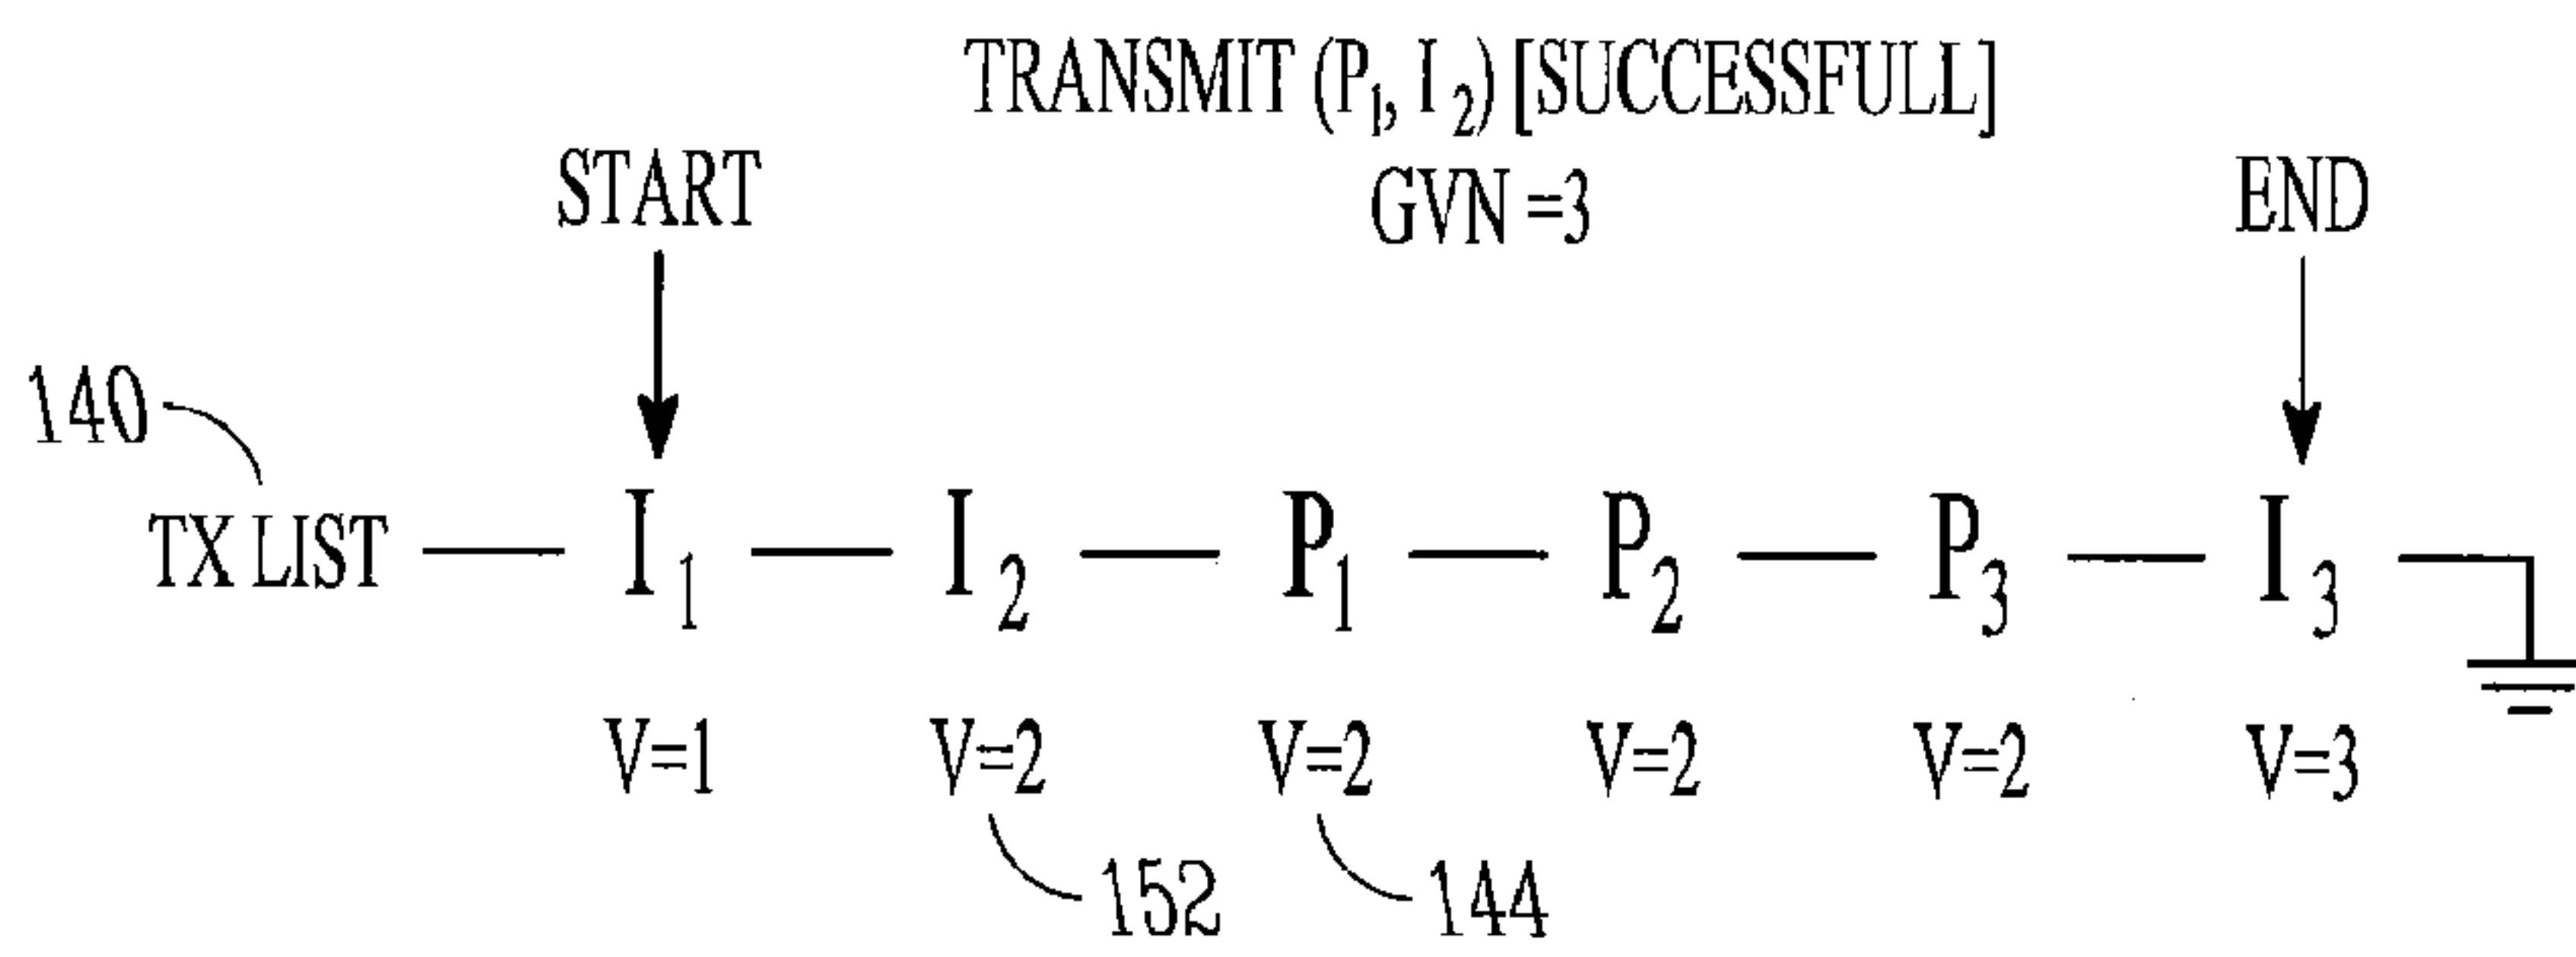 TRANSMIT (P₁, I₂) [SUCCESSFULL]
START
GVN =3
END
140
TX LIST — I₁ — I₂ — P₁ — P₂ — P₃ — I₃
V=1 V=2 V=2 V=2 V=2 V=3
152 144